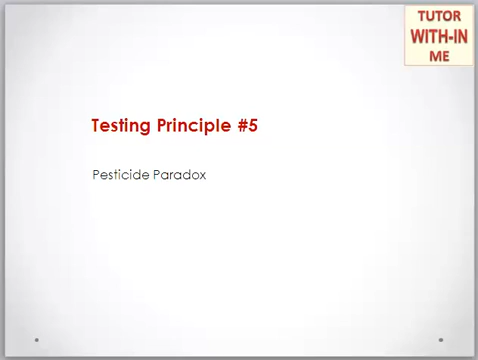 TUTOR
WITH-IN
ME
Testing Principle #5
Pesticide Paradox